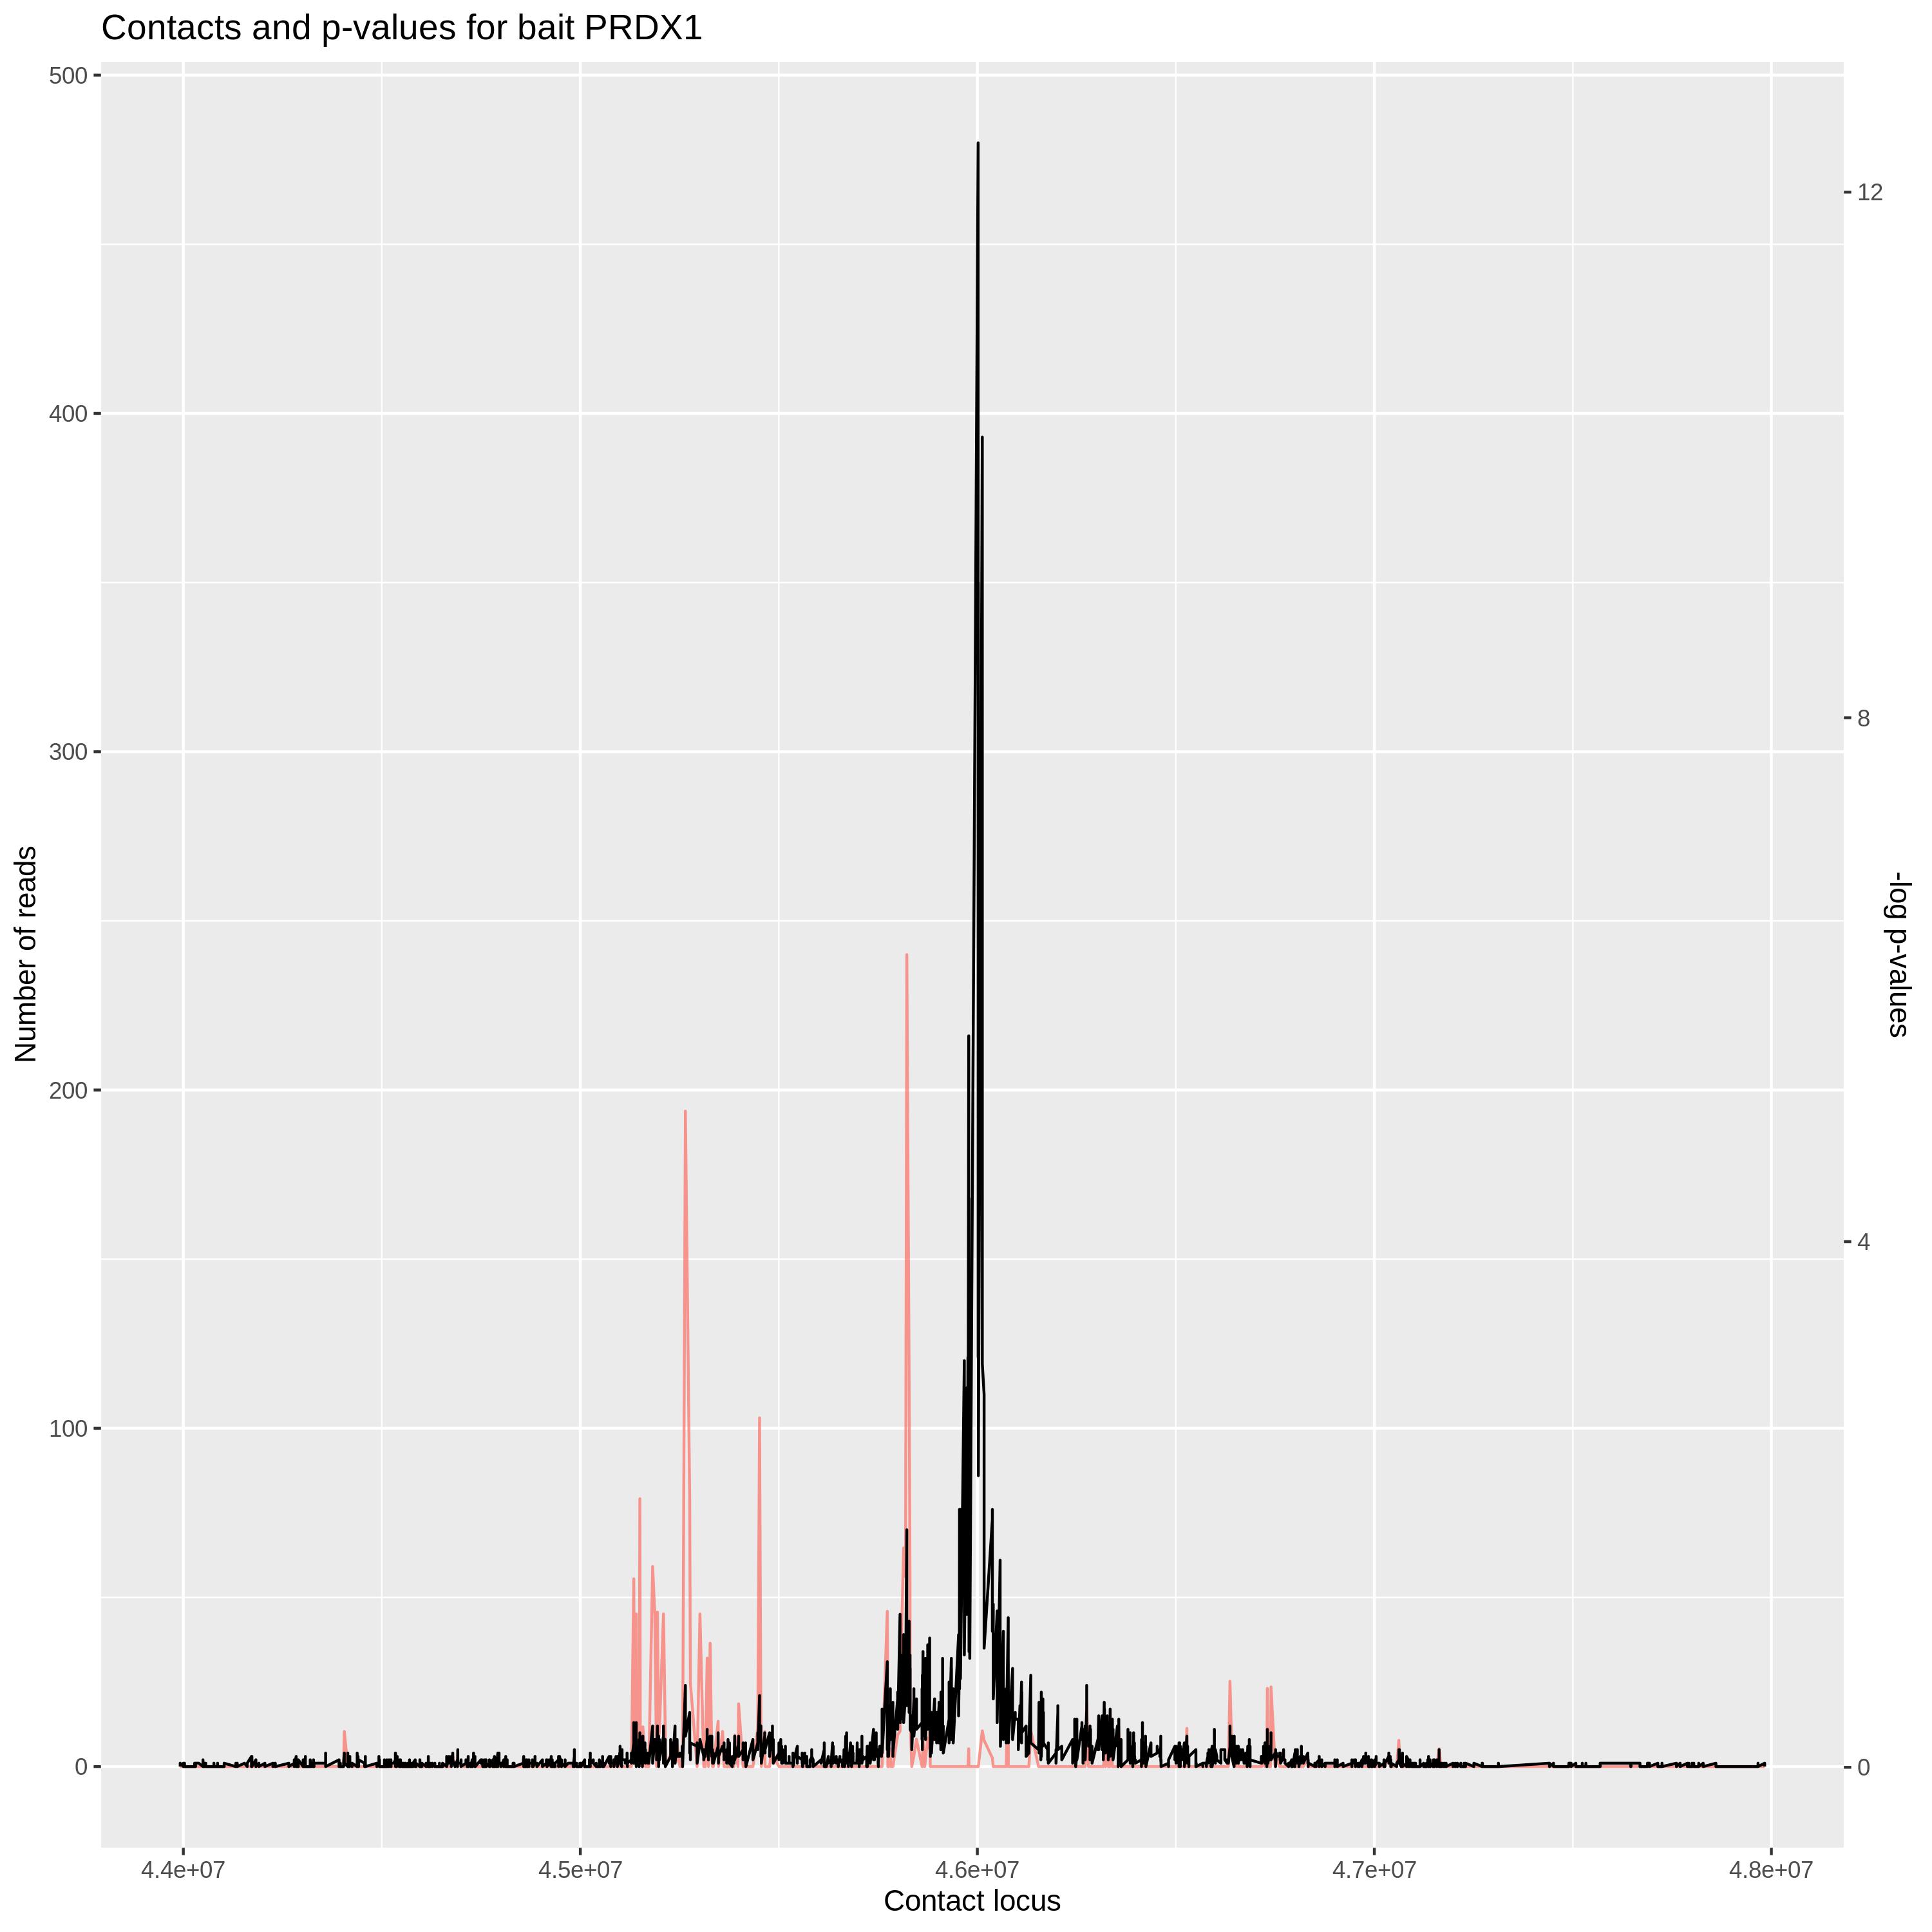 Contacts and p-values for bait PRDX1
500
400
300
200
100
0
Number of reads
12
8
4
0
-log p-values
4.4e+07 4.5e+07 4.6e+07 4.7e+07 4.8e+07
Contact locus